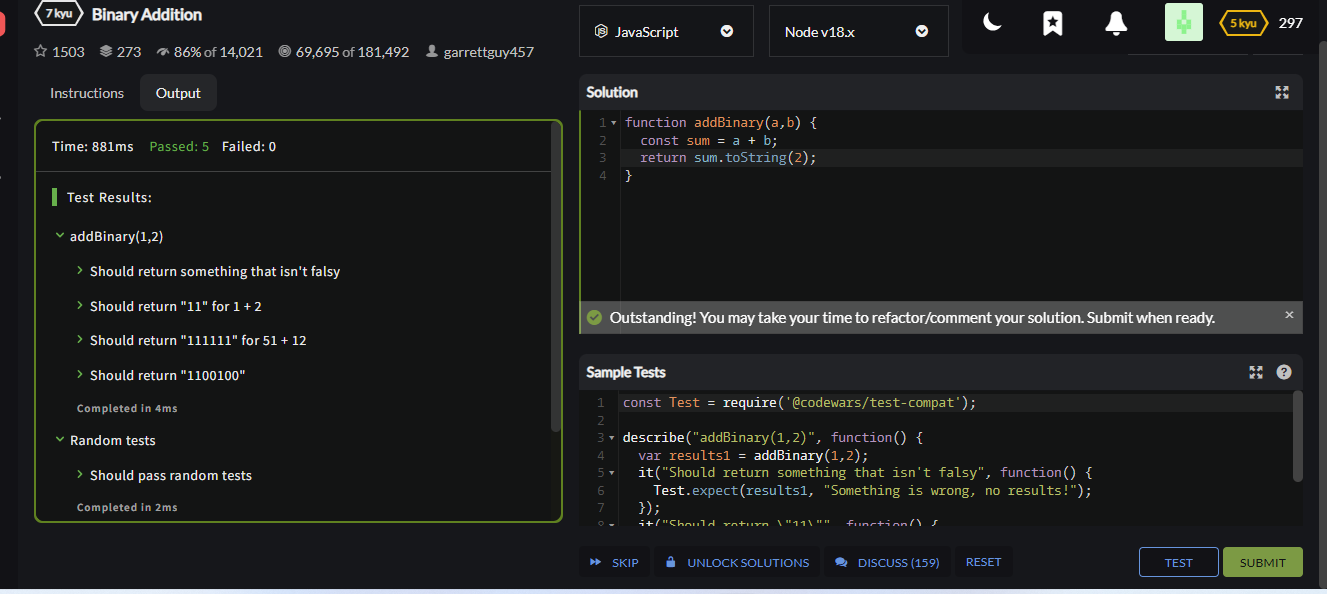 7 kyu Binary Addition
1503 273 86% of 14,021 69,695 of 181,492 garrettguy457
Instructions Output
Time: 881ms Passed: 5 Failed: 0
Test Results:
addBinary(1,2)
Should return something that isn't falsy
Should return "11" for 1 + 2
Should return "111111" for 51 + 12
Should return "1100100"
Completed in 4ms
Random tests
Should pass random tests
Completed in 2ms
JavaScript Node v18.x 5 kyu 297
Solution
1 function addBinary(a,b) {
2 const sum = a + b;
3 return sum.toString(2);
4 }
Outstanding! You may take your time to refactor/comment your solution. Submit when ready. ×
Sample Tests ?
1 const Test = require('@codewars/test-compat');
2
3 describe("addBinary(1,2)", function() {
4 var results1 = addBinary(1,2);
5 it("Should return something that isn't falsy", function() {
6 Test.expect(results1, "Something is wrong, no results!");
7 });
8 it("Should return \"11\"", function() {
SKIP UNLOCK SOLUTIONS DISCUSS (159) RESET TEST SUBMIT